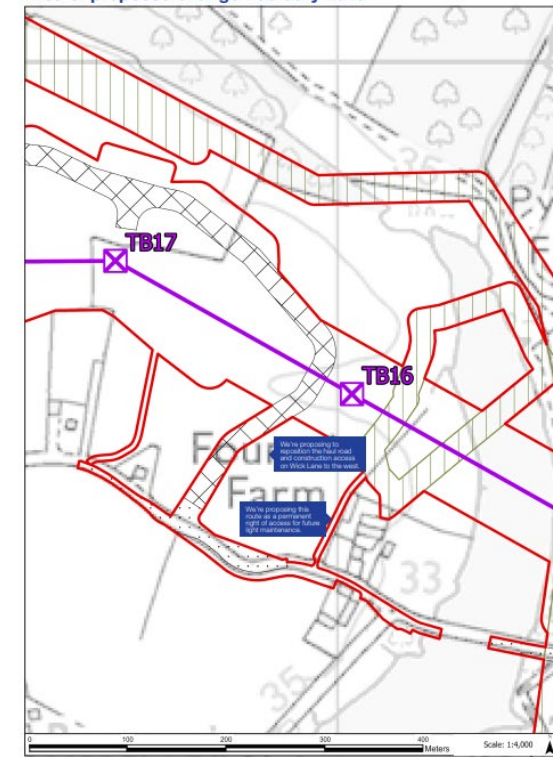 TB17
TB16
We're proposing to
reposition the haul road
and construction access
on Wick Lane to the west.
Farm
We're proposing this
route as a permanent
right of access for future
light maintenance.
35
33
35
0
100
200
300
400
Meters
Scale: 1:4,000